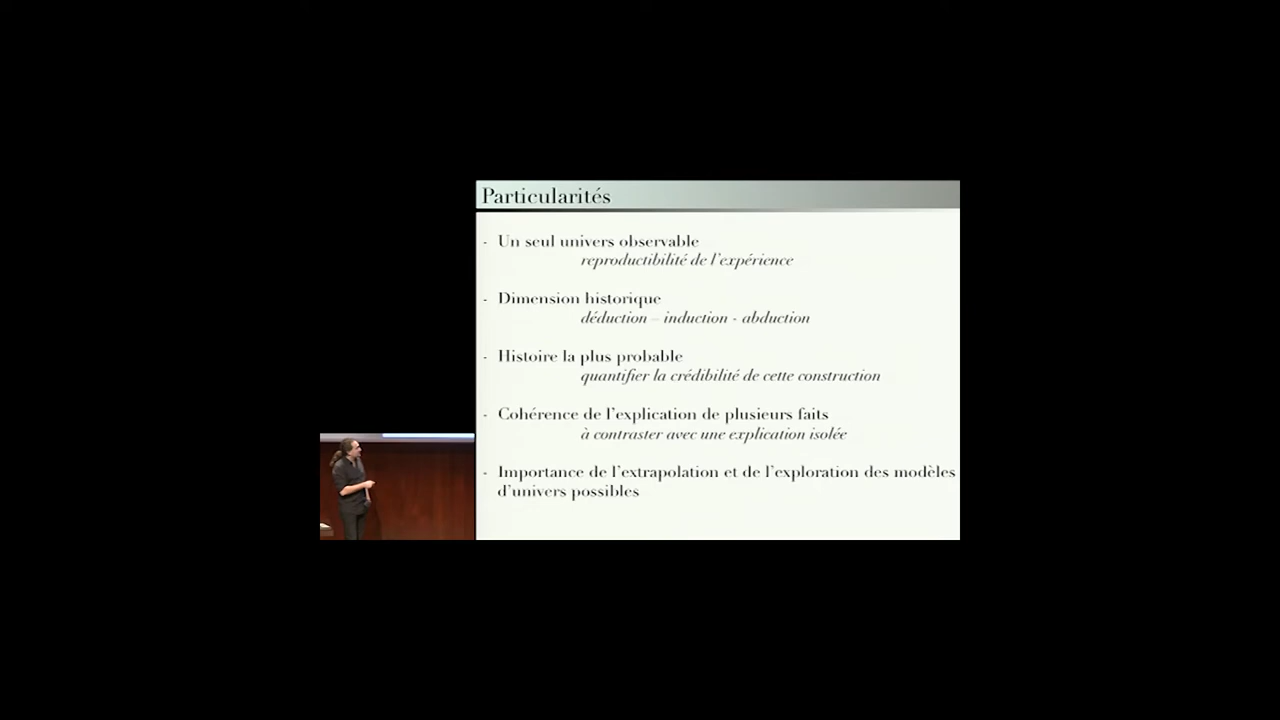 Particularités
- Un seul univers observable
reproductibilité de l'expérience
- Dimension historique
déduction – induction - abduction
- Histoire la plus probable
quantifier la crédibilité de cette construction
- Cohérence de l'explication de plusieurs faits
à contraster avec une explication isolée
- Importance de l'extrapolation et de l'exploration des modèles
d'univers possibles